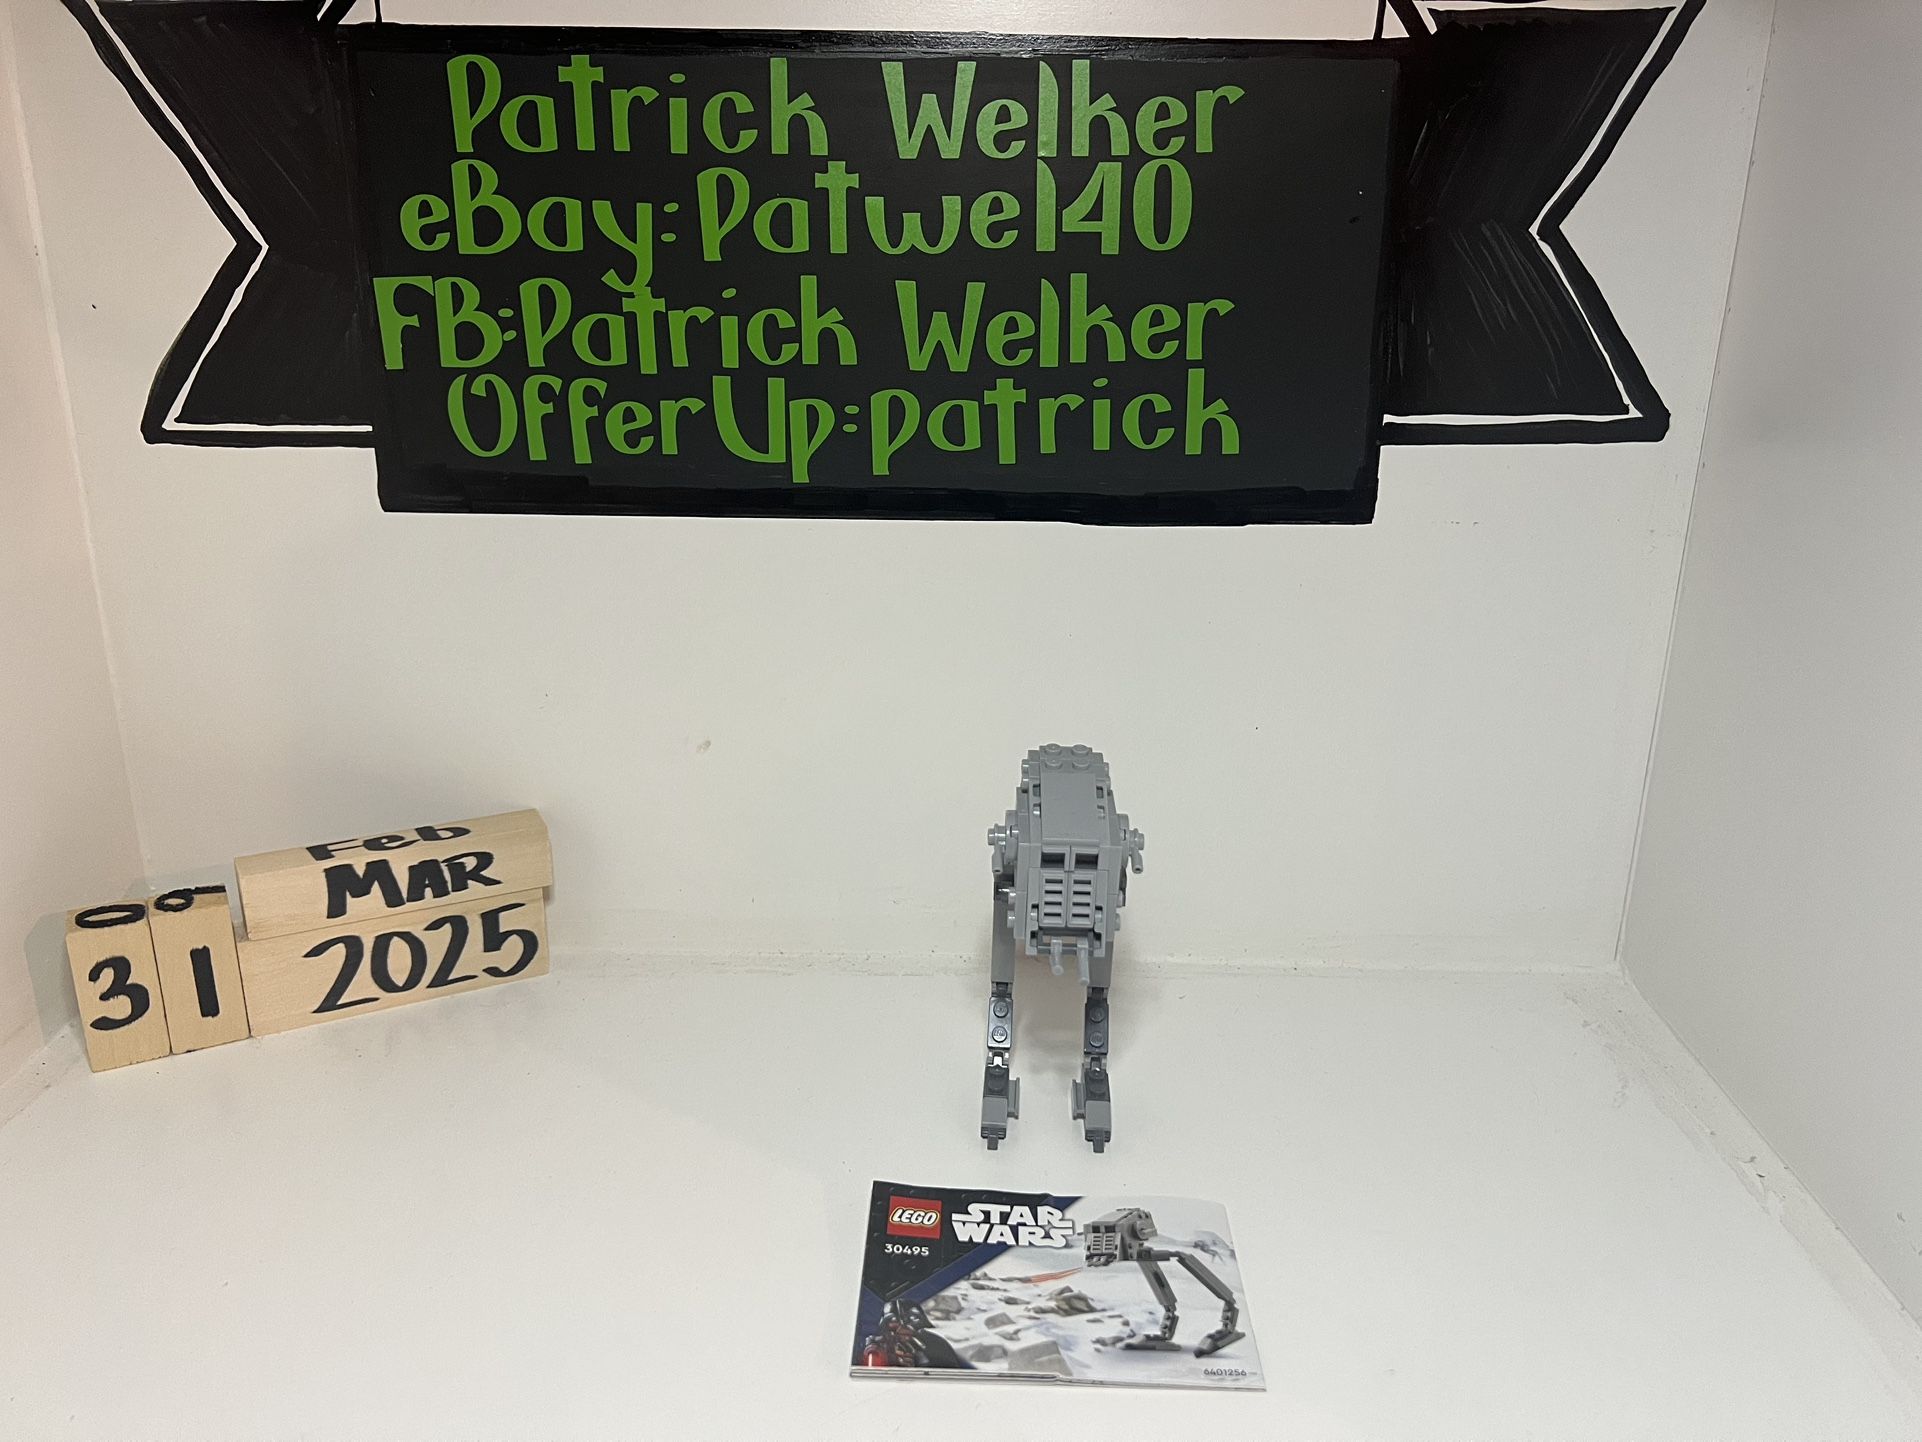 Patrick Welker
eBay:Patwel40
FB:Patrick Welker
OfferUp:patrick
Feb
MAR
31
2025
LEGO
STAR
WARS
30495
6401256